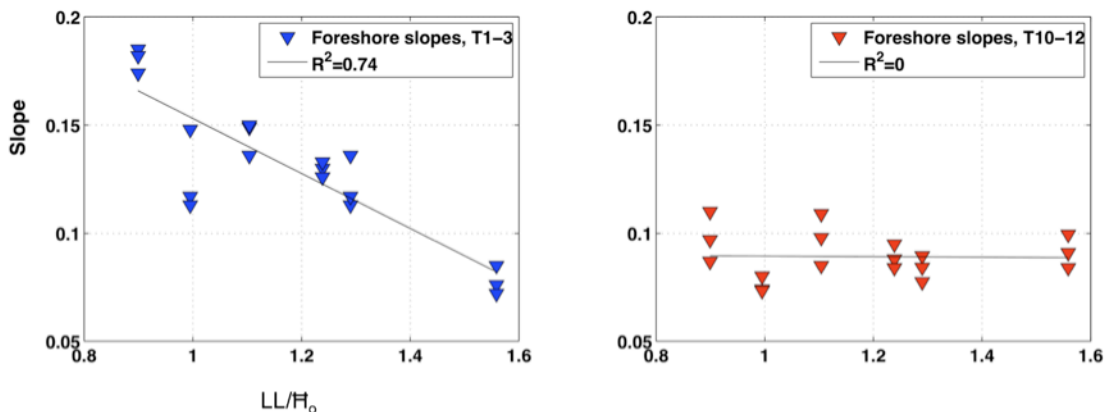 0.2
0.15
0.1
0.05
Slope
Foreshore slopes, T1–3
R²=0.74
0.8 1 1.2 1.4 1.6
LL/Ħₒ
0.2
0.15
0.1
0.05
Foreshore slopes, T10–12
R²=0
0.8 1 1.2 1.4 1.6